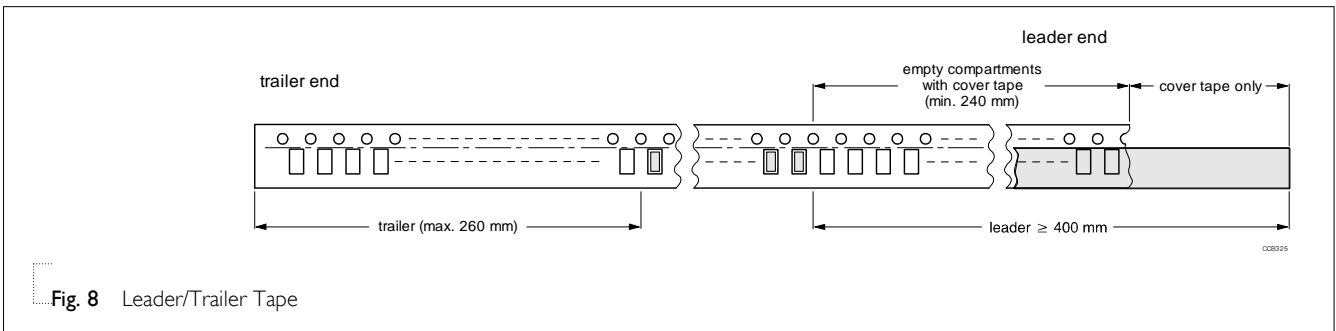 leader end
trailer end
empty compartments
with cover tape
(min. 240 mm)
cover tape only
trailer (max. 260 mm)
leader ≥ 400 mm
CCB325
Fig. 8 Leader/Trailer Tape